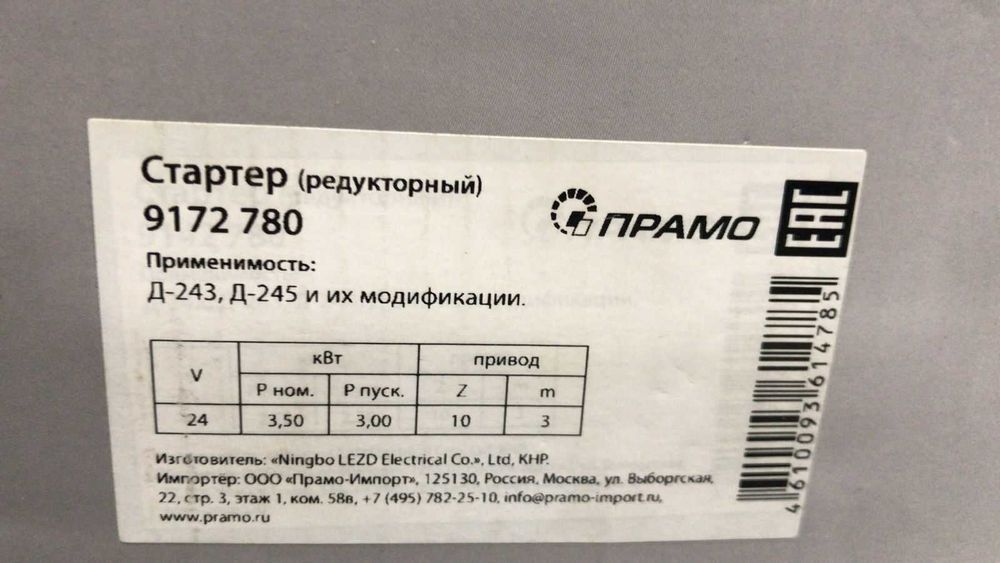 Стартер (редукторный)
9172 780
ПРАМО
EAC
Применимость:
Д-243, Д-245 и их модификации.
V кВт привод
Р ном. Р пуск. Z m
24 3,50 3,00 10 3
Изготовитель: «Ningbo LEZD Electrical Co.», Ltd, КНР.
Импортер: ООО «Прамо-Импорт», 125130, Россия, Москва, ул. Выборгская,
22, стр. 3, этаж 1, ком. 58в, +7 (495) 782-25-10, info@pramo-import.ru,
www.pramo.ru
4610093614785